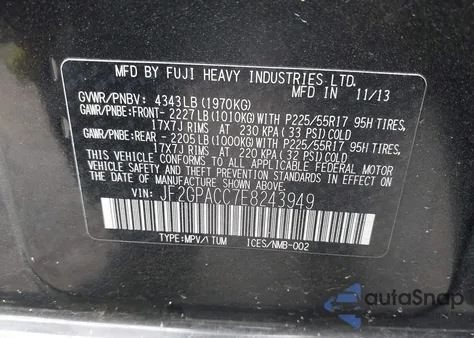 MFD BY FUJI HEAVY INDUSTRIES LTD.
MFD IN 11/13
GVWR/PNBV: 4343LB (1970KG)
GAWR/PNBE:FRONT- 2227LB (1010KG)WITH P225/55R17 95H TIRES,
17X7J RIMS AT 230 KPA (33 PSI)COLD
GAWR/PNBE:REAR - 2205LB (1000KG)WITH P225/55R17 95H TIRES,
17X7J RIMS AT 220 KPA (32 PSI)COLD
THIS VEHICLE CONFORMS TO ALL APPLICABLE FEDERAL MOTOR
VEHICLE SAFETY, BUMPER, AND THEFT PREVENTION STANDARDS IN EFFECT ON
THE DATE OF MANUFACTURE SHOWN ABOVE.
VIN: JF2GPACC7E8243949
TYPE:MPV/1TUM ICES/NMB-002
autoSnap